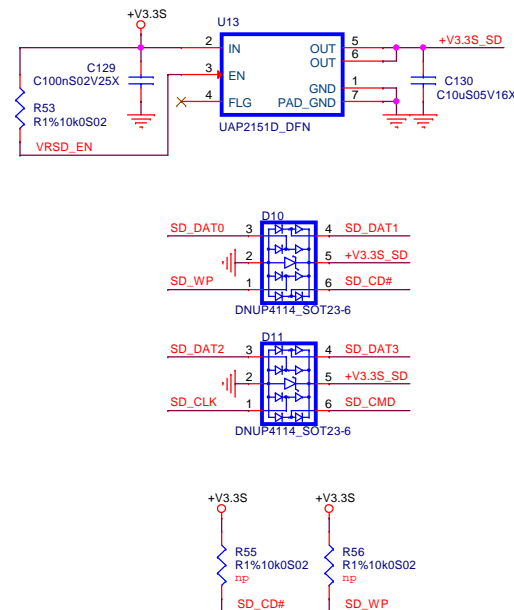 +V3.3S
U13
2 IN OUT 5 +V3.3S_SD
OUT 6
3 EN
C129
C100nS02V25X
GND 1
4 FLG PAD_GND 7
C130
C10uS05V16X
R53
R1%10k0S02
UAP2151D_DFN
VRSD_EN
D10
SD_DAT0 3 4 SD_DAT1
2 5 +V3.3S_SD
SD_WP 1 6 SD_CD#
DNUP4114_SOT23-6
D11
SD_DAT2 3 4 SD_DAT3
2 5 +V3.3S_SD
SD_CLK 1 6 SD_CMD
DNUP4114_SOT23-6
+V3.3S +V3.3S
R55 R56
R1%10k0S02 R1%10k0S02
np np
SD_CD# SD_WP